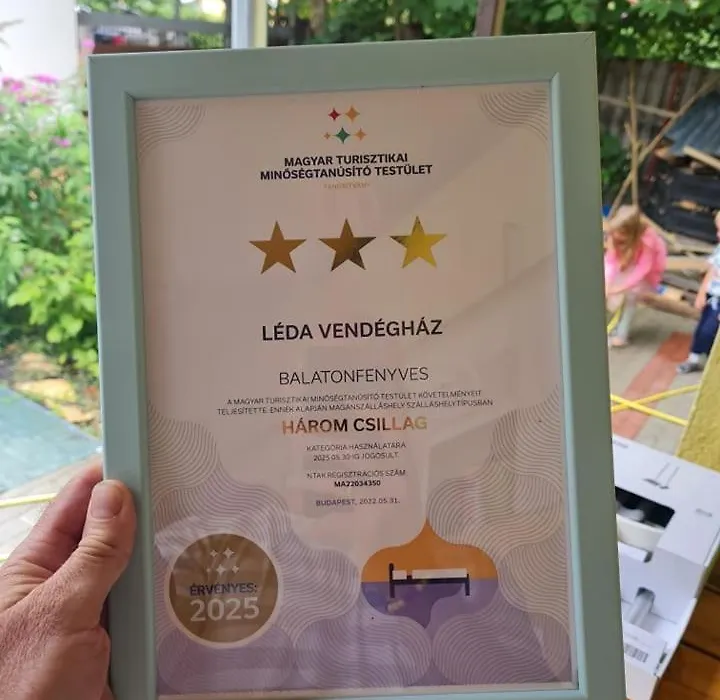 MAGYAR TURISZTIKAI
MINŐSÉGTANÚSÍTÓ TESTÜLET
TANÚSÍTVÁNY
LÉDA VENDÉGHÁZ
BALATONFENYVES
A MAGYAR TURISZTIKAI MINŐSÉGTANÚSÍTÓ TESTÜLET KÖVETELMÉNYEIT
TELJESÍTETTE, ENNEK ALAPJÁN MAGÁNSZÁLLÁSHELY SZÁLLÁSHELYTÍPUSBAN
HÁROM CSILLAG
KATEGÓRIA HASZNÁLATÁRA
2025.05.30-IG JOGOSULT.
NTAK REGISZTRÁCIÓS SZÁM:
MA22034350
BUDAPEST, 2022.05.31.
ÉRVÉNYES:
2025